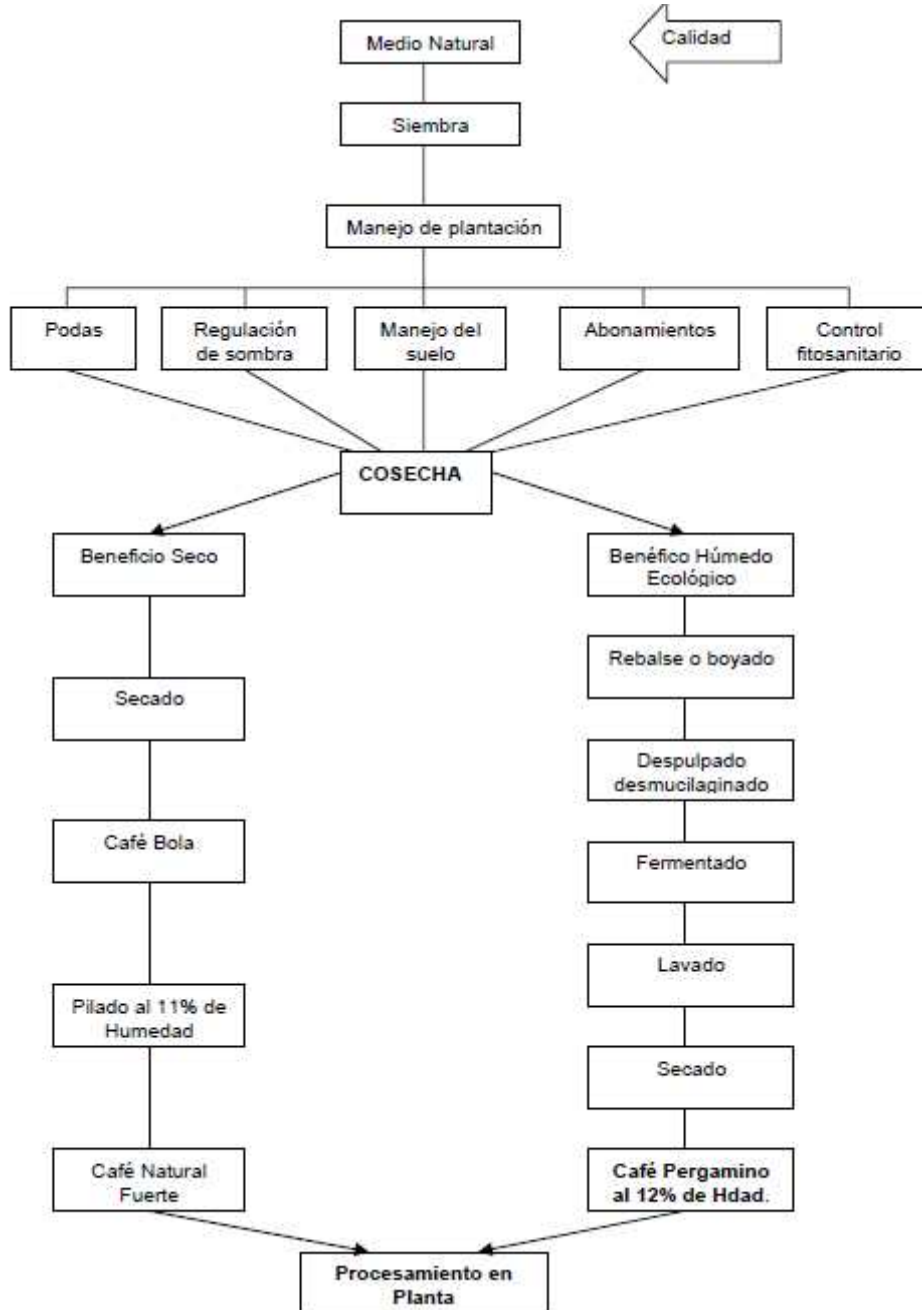 Medio Natural
Calidad
Siembra
Manejo de plantación
Podas
Regulación
de sombra
Manejo del
suelo
Abonamientos
Control
fitosanitario
COSECHA
Beneficio Seco
Benéfico Húmedo
Ecológico
Rebalse o boyado
Secado
Despulpado
desmucilaginado
Café Bola
Fermentado
Lavado
Pilado al 11% de
Humedad
Secado
Café Natural
Fuerte
Café Pergamino
al 12% de Hdad.
Procesamiento en
Planta